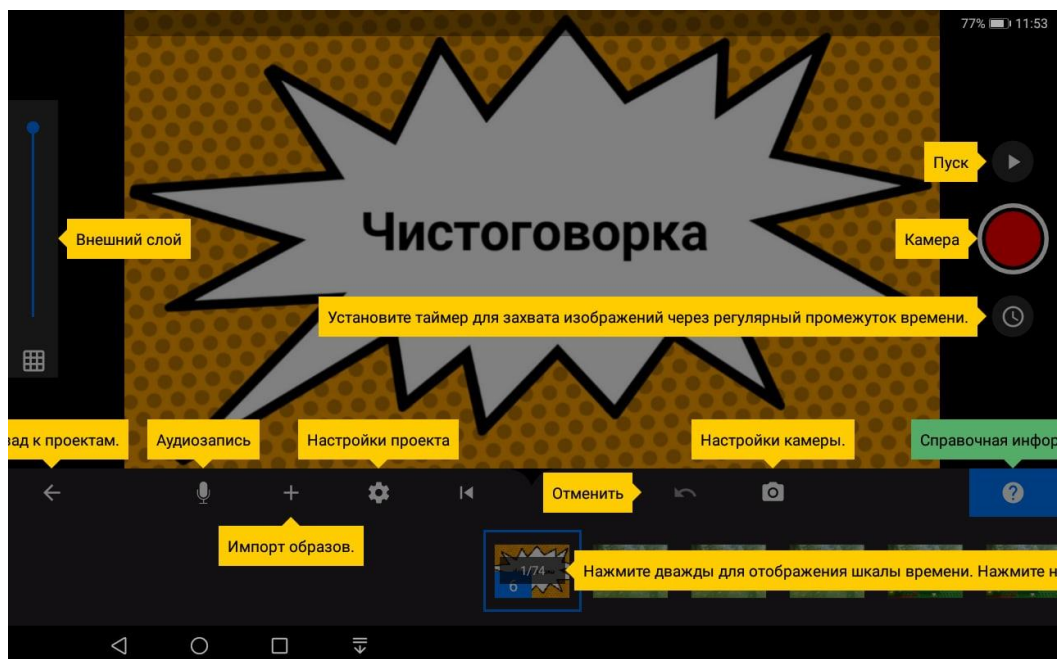 77% 11:53
Пуск
Внешний слой
Чистоговорка
Камера
Установите таймер для захвата изображений через регулярный промежуток времени.
зад к проектам.
Аудиозапись
Настройки проекта
Настройки камеры.
Справочная инфор
Отменить
Импорт образов.
1/74
6
Нажмите дважды для отображения шкалы времени. Нажмите н